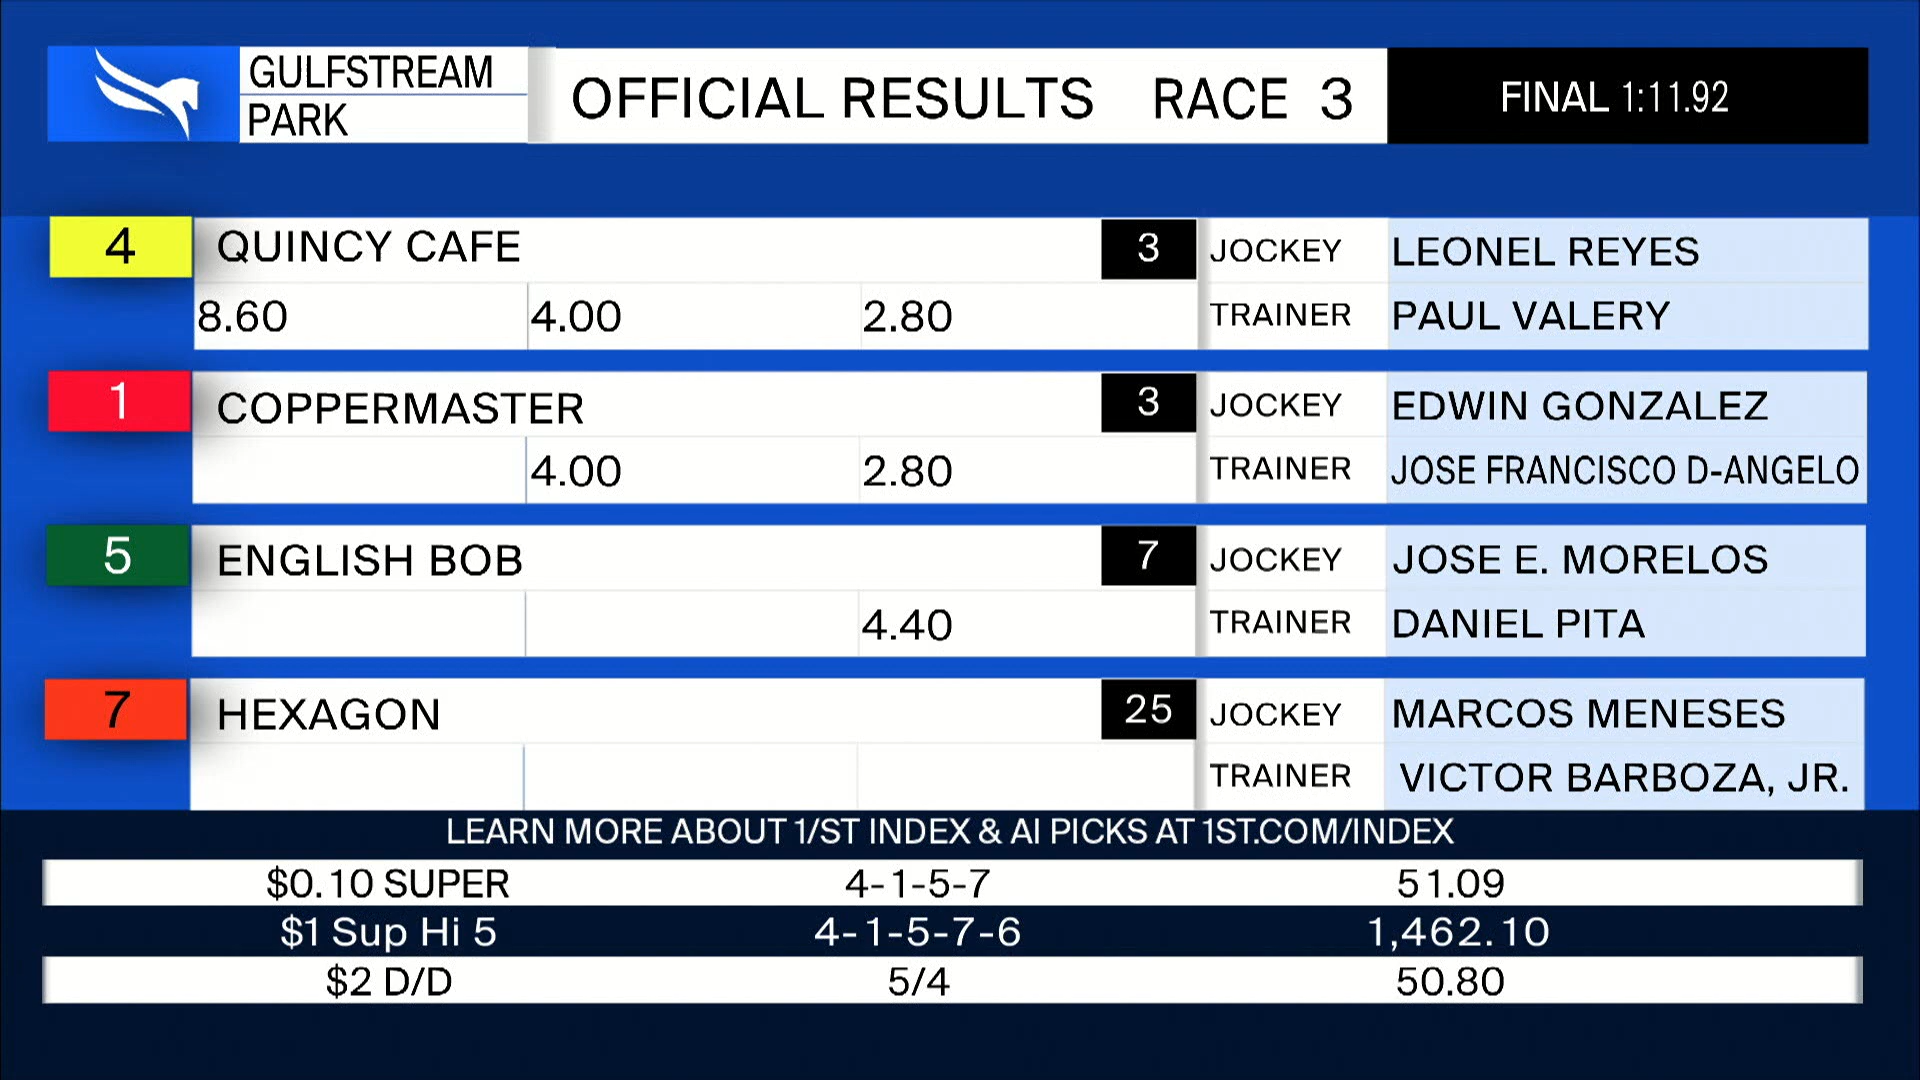 GULFSTREAM
PARK
OFFICIAL RESULTS RACE 3
FINAL 1:11.92
4 QUINCY CAFE 3 JOCKEY LEONEL REYES
8.60 4.00 2.80 TRAINER PAUL VALERY
1 COPPERMASTER 3 JOCKEY EDWIN GONZALEZ
4.00 2.80 TRAINER JOSE FRANCISCO D-ANGELO
5 ENGLISH BOB 7 JOCKEY JOSE E. MORELOS
4.40 TRAINER DANIEL PITA
7 HEXAGON 25 JOCKEY MARCOS MENESES
TRAINER VICTOR BARBOZA, JR.
LEARN MORE ABOUT 1/ST INDEX & AI PICKS AT 1ST.COM/INDEX
$0.10 SUPER 4-1-5-7 51.09
$1 Sup Hi 5 4-1-5-7-6 1,462.10
$2 D/D 5/4 50.80